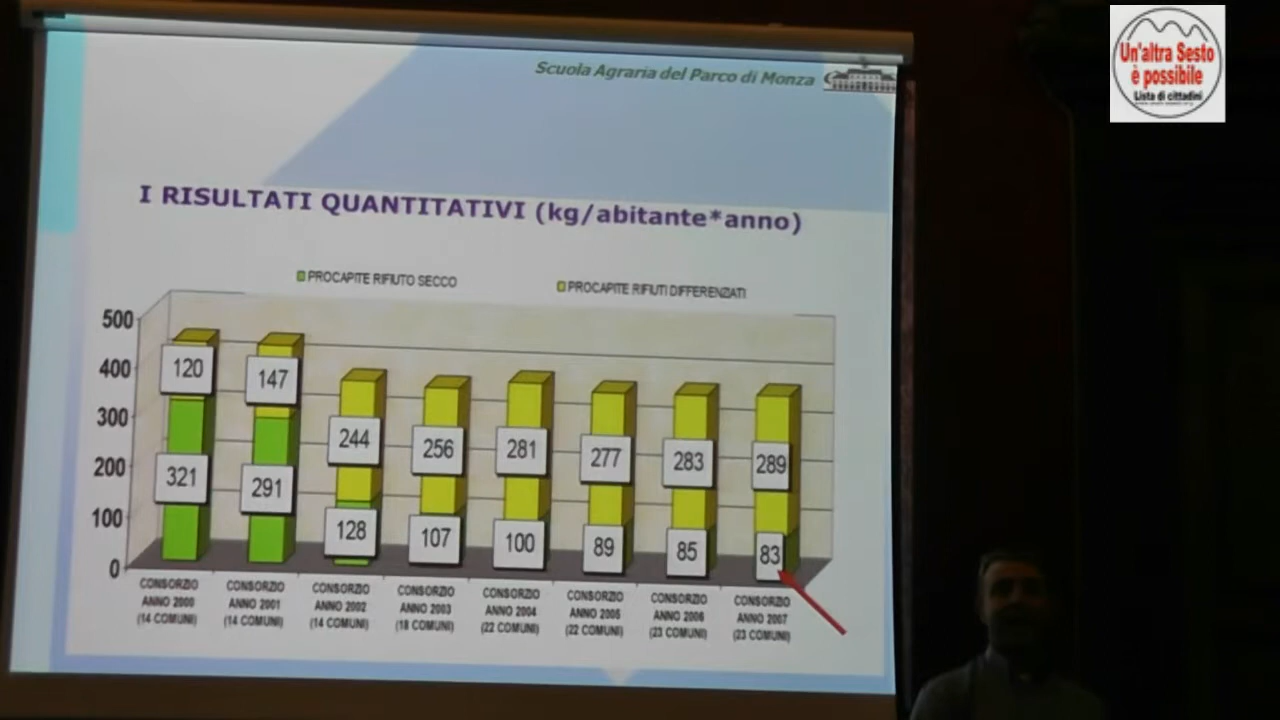 Scuola Agraria del Parco di Monza
Un'altra Sesto
è possibile
Lista di cittadini
I RISULTATI QUANTITATIVI (kg/abitante*anno)
PROCAPITE RIFIUTO SECCO
PROCAPITE RIFIUTI DIFFERENZIATI
500
400
300
200
100
0
120
147
244
256
281
277
283
289
321
291
128
107
100
89
85
83
CONSORZIO
ANNO 2000
(14 COMUNI)
CONSORZIO
ANNO 2001
(14 COMUNI)
CONSORZIO
ANNO 2002
(14 COMUNI)
CONSORZIO
ANNO 2003
(18 COMUNI)
CONSORZIO
ANNO 2004
(22 COMUNI)
CONSORZIO
ANNO 2005
(22 COMUNI)
CONSORZIO
ANNO 2006
(23 COMUNI)
CONSORZIO
ANNO 2007
(23 COMUNI)